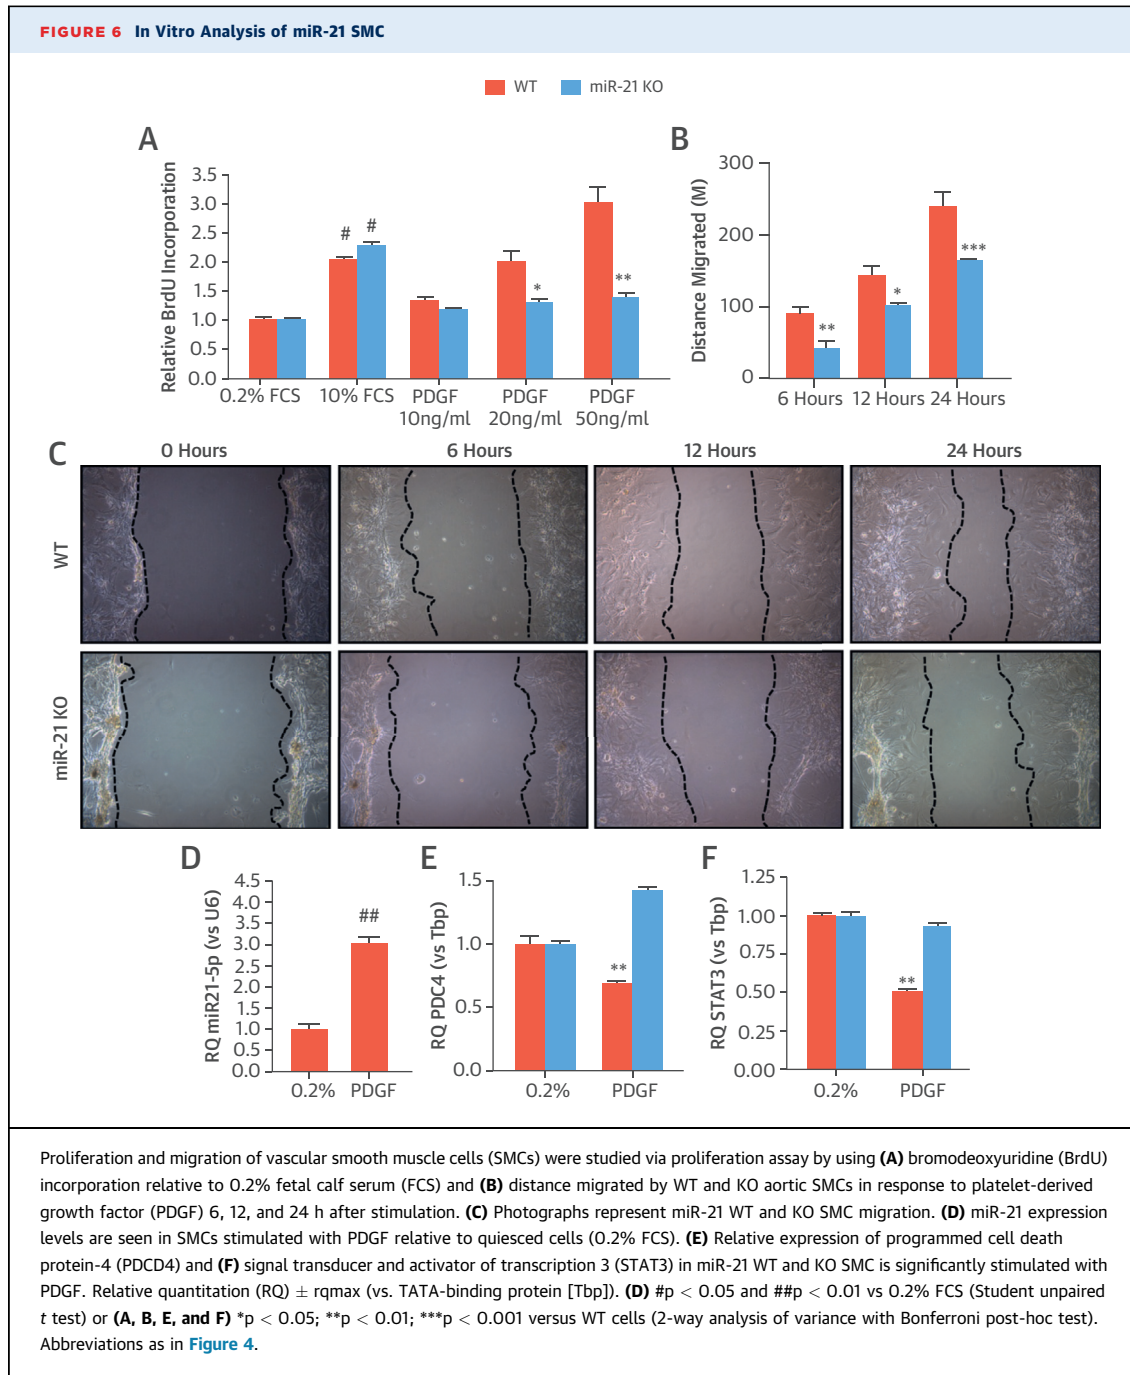 FIGURE 6 In Vitro Analysis of miR-21 SMC
WT miR-21 KO
A
Relative BrdU Incorporation
3.5
3.0
2.5
2.0
1.5
1.0
0.5
0.0
# #
*
**
0.2% FCS 10% FCS PDGF PDGF PDGF
10ng/ml 20ng/ml 50ng/ml
B
Distance Migrated (M)
300
200
100
0
**
*
***
6 Hours 12 Hours 24 Hours
C
0 Hours 6 Hours 12 Hours 24 Hours
WT
miR-21 KO
D
RQ miR21-5p (vs U6)
4.5
4.0
3.5
3.0
2.5
2.0
1.5
1.0
0.5
0.0
##
0.2% PDGF
E
RQ PDC4 (vs Tbp)
1.5
1.0
0.5
0.0
**
0.2% PDGF
F
RQ STAT3 (vs Tbp)
1.25
1.00
0.75
0.50
0.25
0.00
**
0.2% PDGF
Proliferation and migration of vascular smooth muscle cells (SMCs) were studied via proliferation assay by using (A) bromodeoxyuridine (BrdU)
incorporation relative to 0.2% fetal calf serum (FCS) and (B) distance migrated by WT and KO aortic SMCs in response to platelet-derived
growth factor (PDGF) 6, 12, and 24 h after stimulation. (C) Photographs represent miR-21 WT and KO SMC migration. (D) miR-21 expression
levels are seen in SMCs stimulated with PDGF relative to quiesced cells (0.2% FCS). (E) Relative expression of programmed cell death
protein-4 (PDCD4) and (F) signal transducer and activator of transcription 3 (STAT3) in miR-21 WT and KO SMC is significantly stimulated with
PDGF. Relative quantitation (RQ) ± rqmax (vs. TATA-binding protein [Tbp]). (D) #p < 0.05 and ##p < 0.01 vs 0.2% FCS (Student unpaired
t test) or (A, B, E, and F) *p < 0.05; **p < 0.01; ***p < 0.001 versus WT cells (2-way analysis of variance with Bonferroni post-hoc test).
Abbreviations as in Figure 4.